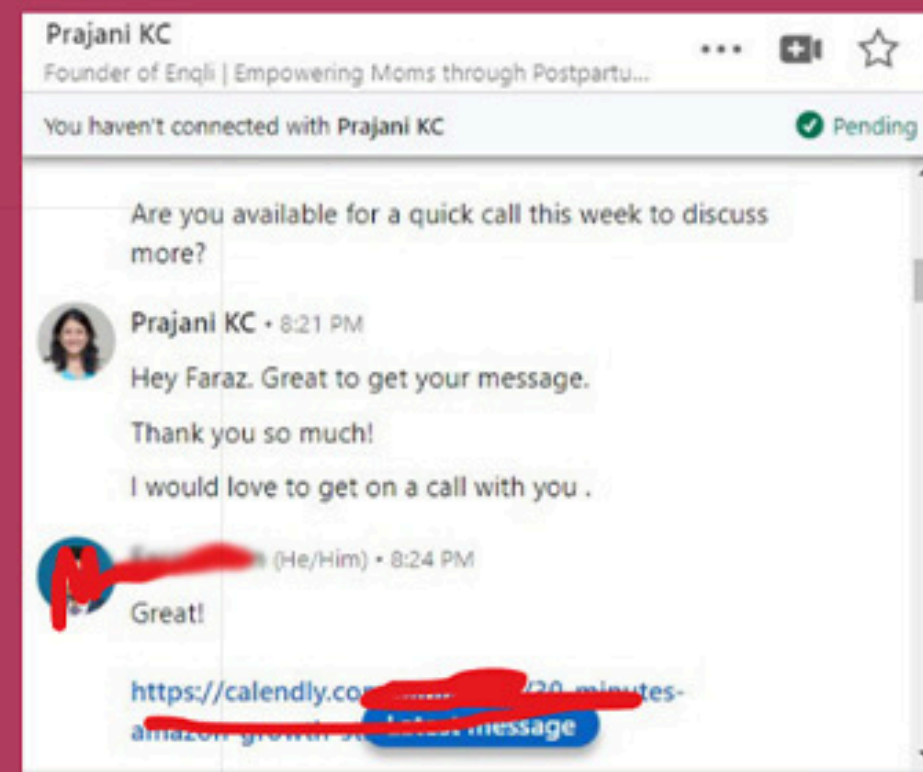 Prajani KC
Founder of Enqli | Empowering Moms through Postpartu...
You haven't connected with Prajani KC
Pending
Are you available for a quick call this week to discuss
more?
Prajani KC • 8:21 PM
Hey Faraz. Great to get your message.
Thank you so much!
I would love to get on a call with you .
(He/Him) • 8:24 PM
Great!
https://calendly.com /30-minutes-
amazon-growth-
Latest message